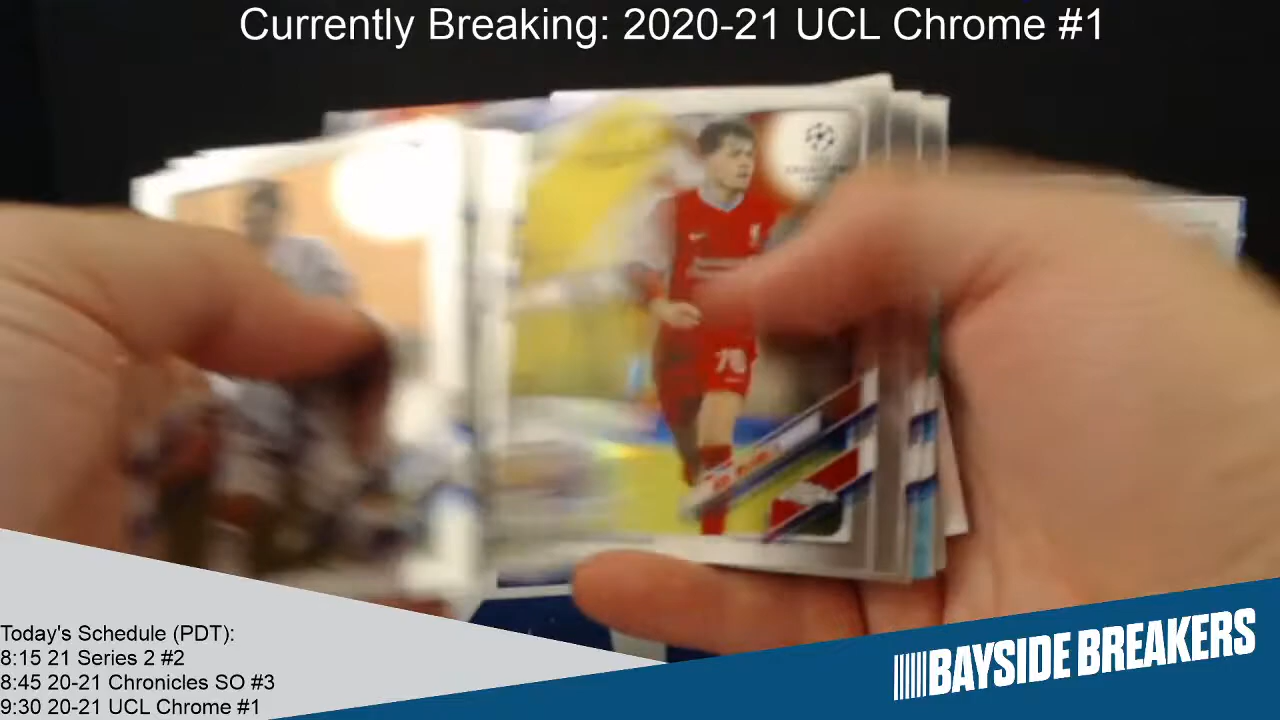 Currently Breaking: 2020-21 UCL Chrome #1
76
Today's Schedule (PDT):
8:15 21 Series 2 #2
8:45 20-21 Chronicles SO #3
9:30 20-21 UCL Chrome #1
BAYSIDE BREAKERS